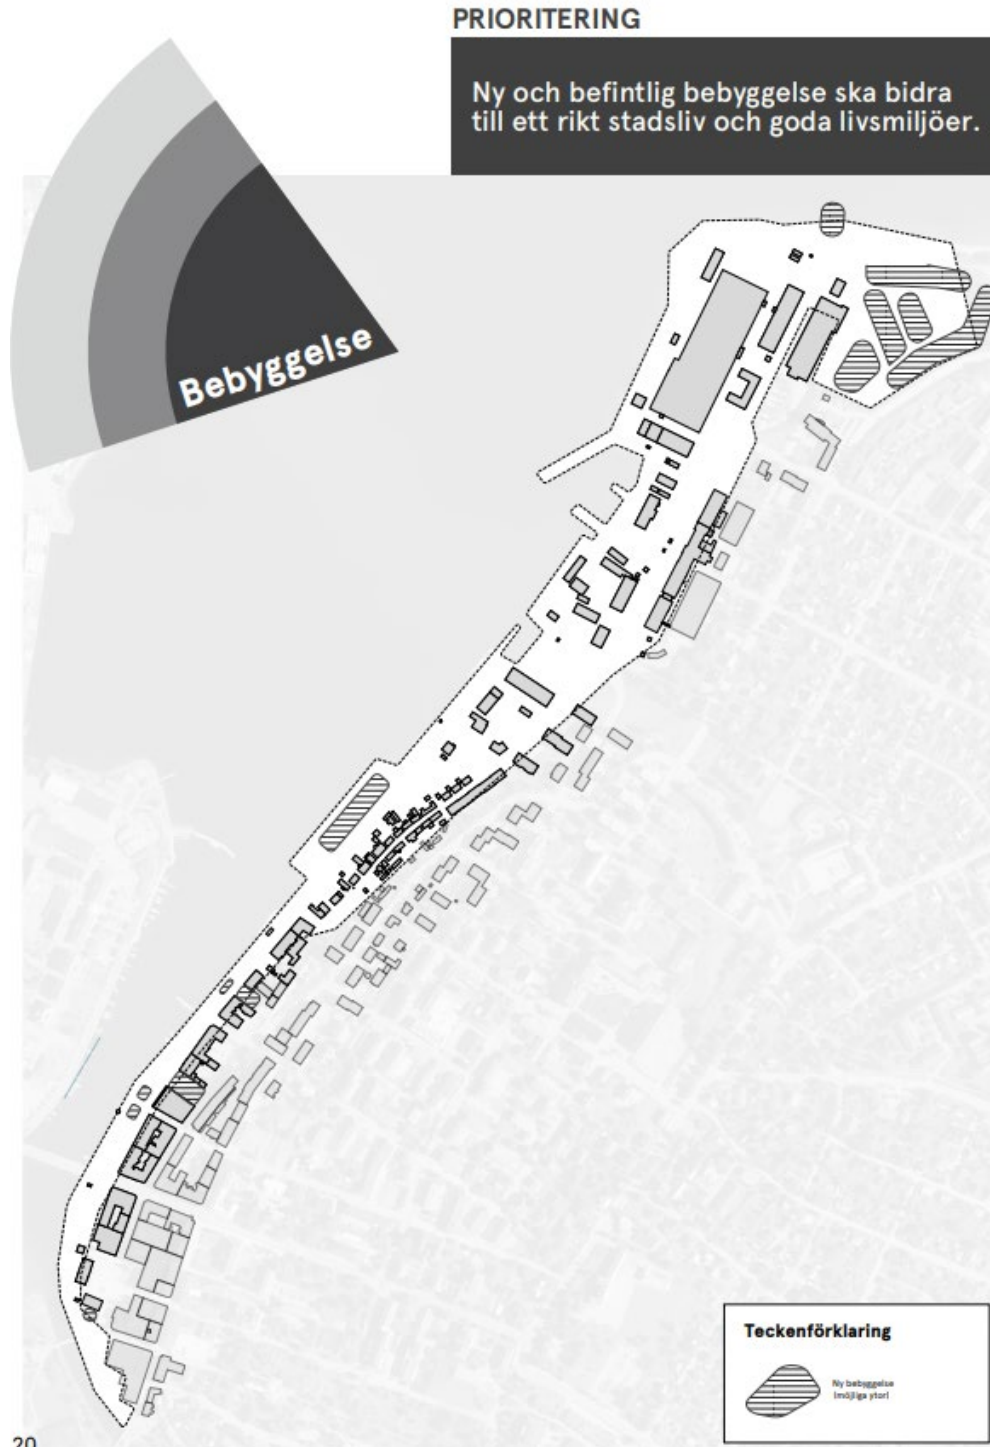 PRIORITERING
Ny och befintlig bebyggelse ska bidra
till ett rikt stadsliv och goda livsmiljöer.
Bebyggelse
Teckenförklaring
Ny bebyggelse
(möjliga ytor)
20